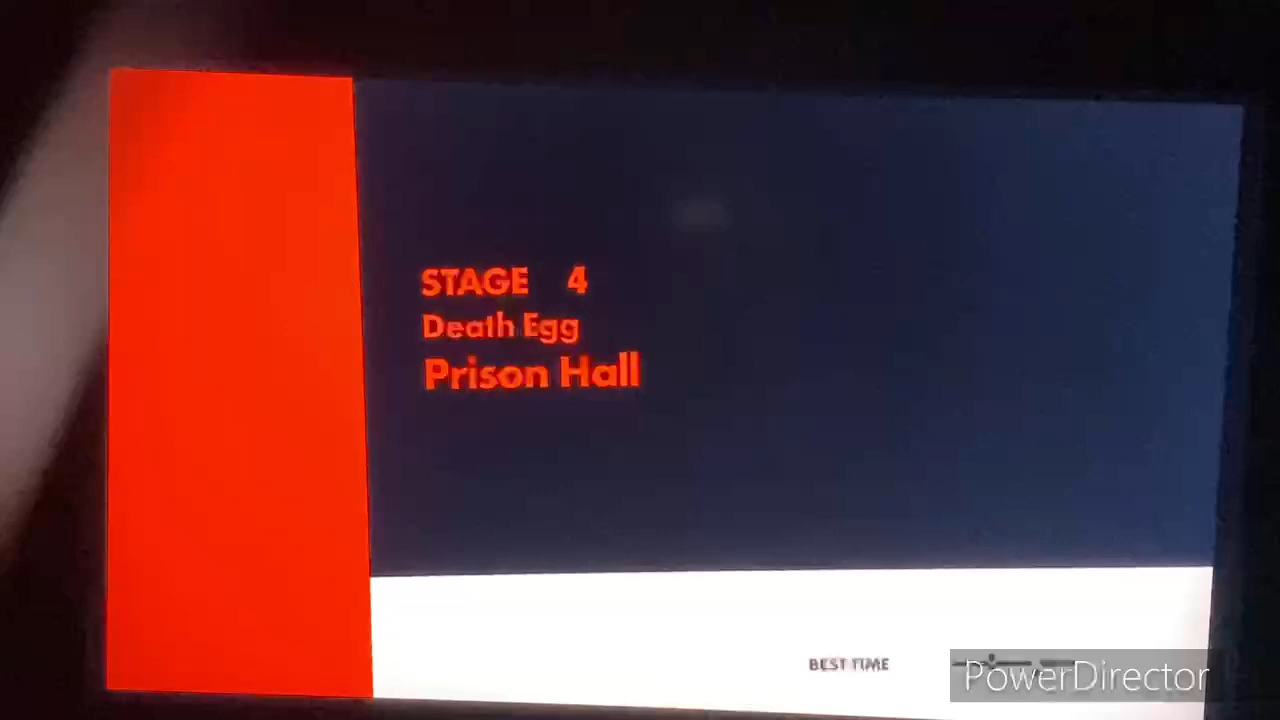 STAGE 4
Death Egg
Prison Hall
BEST TIME
PowerDirector